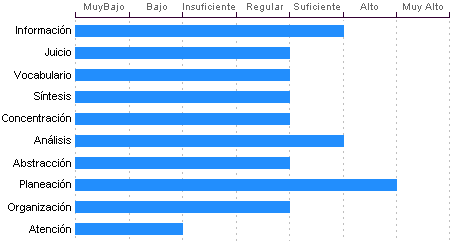 MuyBajo Bajo Insuficiente Regular Suficiente Alto Muy Alto
Información
Juicio
Vocabulario
Síntesis
Concentración
Análisis
Abstracción
Planeación
Organización
Atención